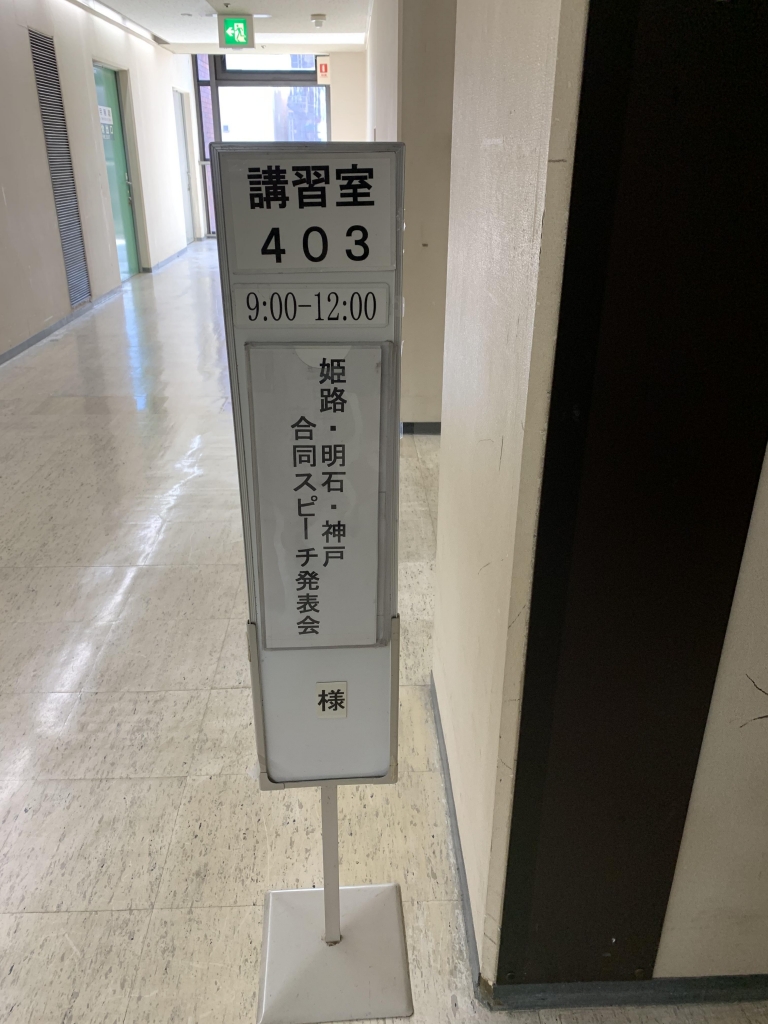 講習室
４０３
9:00-12:00
姫路・明石・神戸
合同スピーチ発表会
様